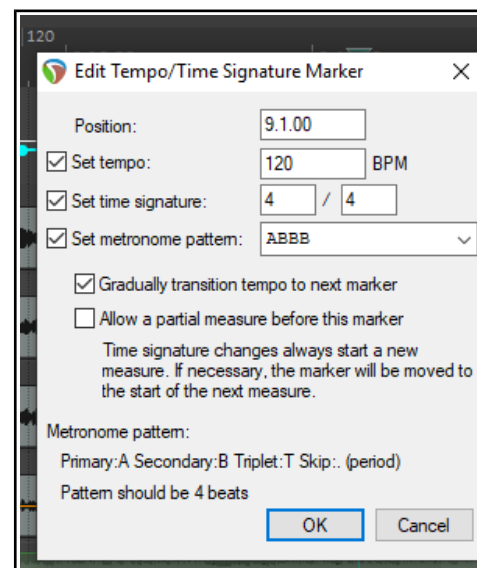 120
Edit Tempo/Time Signature Marker
Position: 9.1.00
Set tempo: 120 BPM
Set time signature: 4 / 4
Set metronome pattern: ABBB
Gradually transition tempo to next marker
Allow a partial measure before this marker
Time signature changes always start a new
measure. If necessary, the marker will be moved to
the start of the next measure.
Metronome pattern:
Primary:A Secondary:B Triplet:T Skip:. (period)
Pattern should be 4 beats
OK Cancel